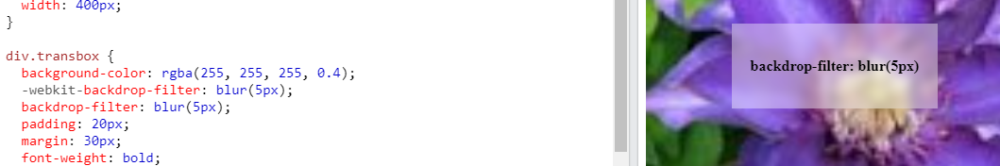 width: 400px;
}
div.transbox {
background-color: rgba(255, 255, 255, 0.4);
-webkit-backdrop-filter: blur(5px);
backdrop-filter: blur(5px);
padding: 20px;
margin: 30px;
font-weight: bold;
backdrop-filter: blur(5px)